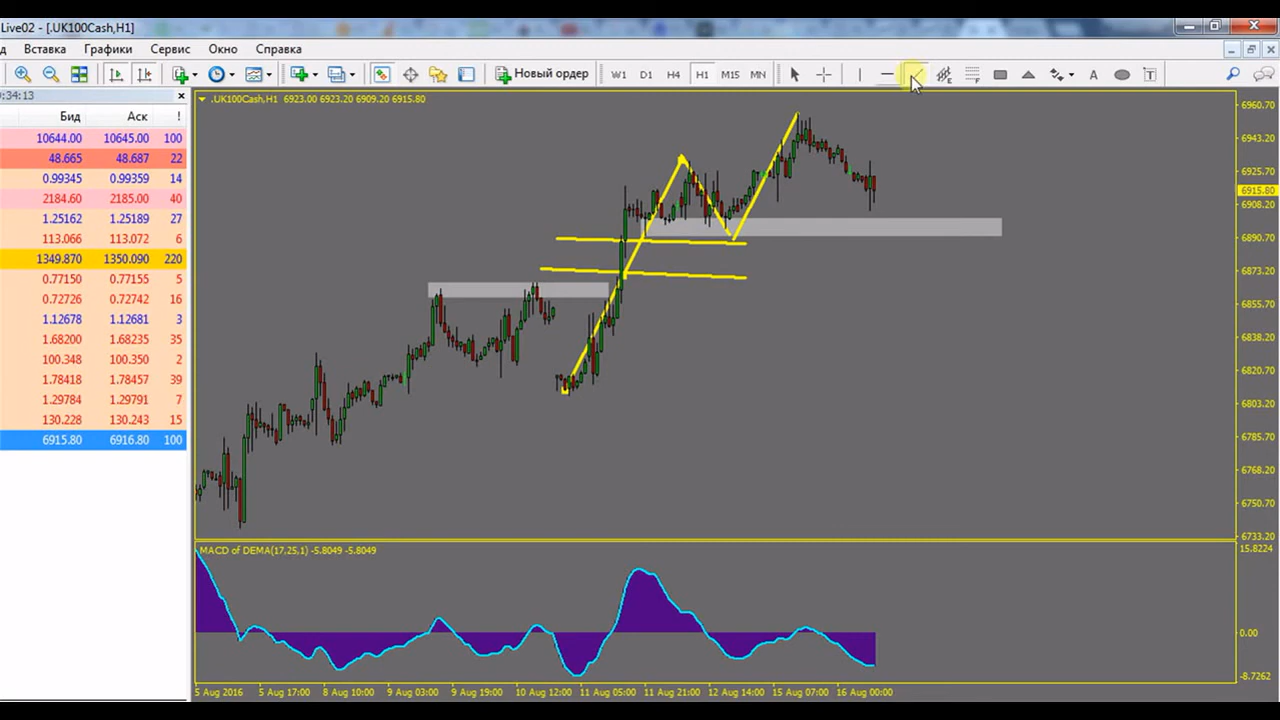 Live02 - [.UK100Cash,H1]
д Вставка Графики Сервис Окно Справка
Новый ордер W1 D1 H4 H1 M15 MN A T
0:34:13
Бид Аск !
10644.00 10645.00 100
48.665 48.687 22
0.99345 0.99359 14
2184.60 2185.00 40
1.25162 1.25189 27
113.066 113.072 6
1349.870 1350.090 220
0.77150 0.77155 5
0.72726 0.72742 16
1.12678 1.12681 3
1.68200 1.68235 35
100.348 100.350 2
1.78418 1.78457 39
1.29784 1.29791 7
130.228 130.243 15
6915.80 6916.80 100
.UK100Cash,H1 6923.00 6923.20 6909.20 6915.80
6960.70
6943.20
6925.70
6915.80
6908.20
6890.70
6873.20
6855.70
6838.20
6820.70
6803.20
6785.70
6768.20
6750.70
6733.20
MACD of DEMA(17,25,1) -5.8049 -5.8049
15.8224
0.00
-8.7262
5 Aug 2016 5 Aug 17:00 8 Aug 10:00 9 Aug 03:00 9 Aug 19:00 10 Aug 12:00 11 Aug 05:00 11 Aug 21:00 12 Aug 14:00 15 Aug 07:00 16 Aug 00:00